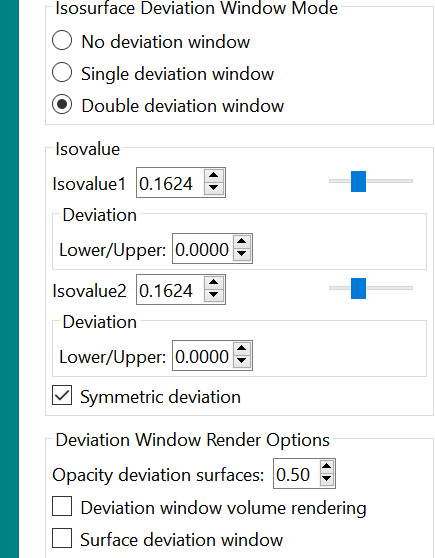 Isosurface Deviation Window Mode
No deviation window
Single deviation window
Double deviation window
Isovalue
Isovalue1 0.1624
Deviation
Lower/Upper: 0.0000
Isovalue2 0.1624
Deviation
Lower/Upper: 0.0000
Symmetric deviation
Deviation Window Render Options
Opacity deviation surfaces: 0.50
Deviation window volume rendering
Surface deviation window